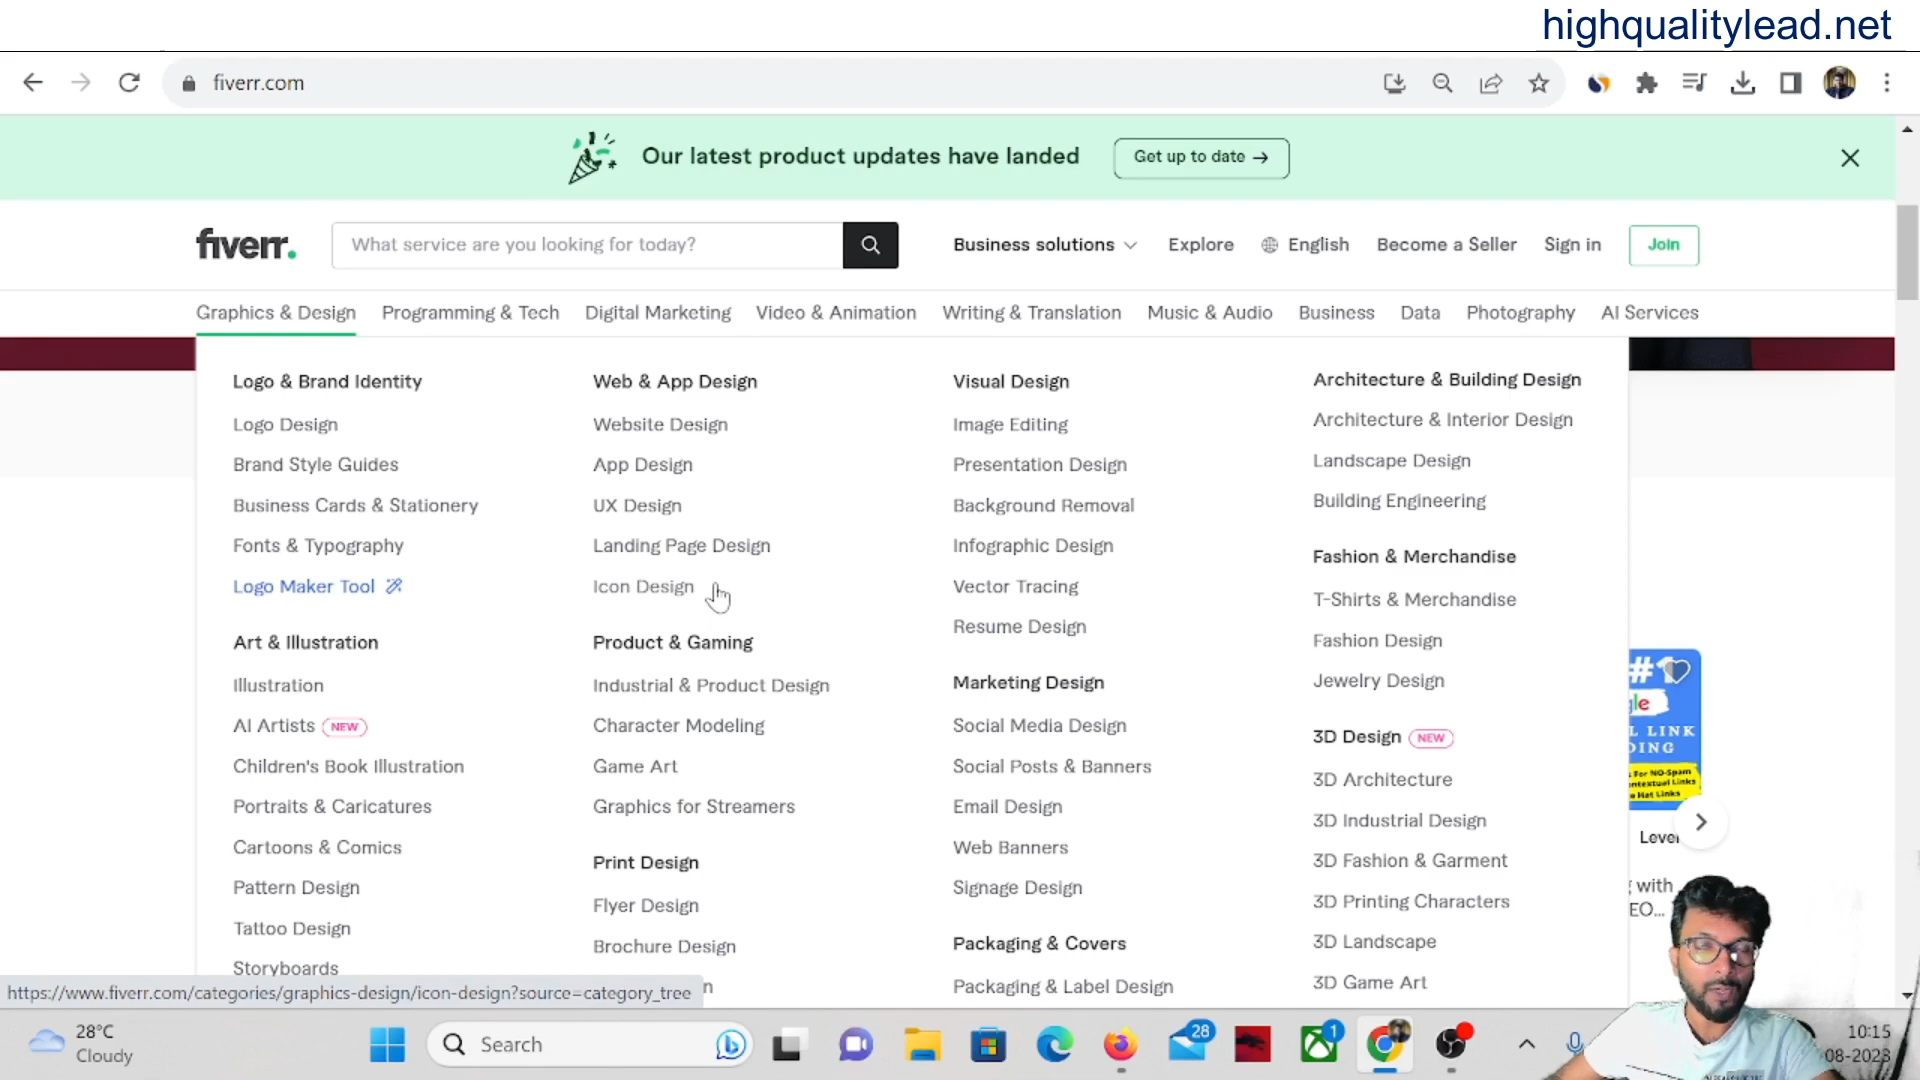 highqualitylead.net
fiverr.com
Our latest product updates have landed
Get up to date →
fiverr.
What service are you looking for today?
Business solutions
Explore
English
Become a Seller
Sign in
Join
Graphics & Design
Programming & Tech
Digital Marketing
Video & Animation
Writing & Translation
Music & Audio
Business
Data
Photography
AI Services
Logo & Brand Identity
Logo Design
Brand Style Guides
Business Cards & Stationery
Fonts & Typography
Logo Maker Tool
Art & Illustration
Illustration
AI Artists NEW
Children's Book Illustration
Portraits & Caricatures
Cartoons & Comics
Pattern Design
Tattoo Design
Storyboards
Web & App Design
Website Design
App Design
UX Design
Landing Page Design
Icon Design
Product & Gaming
Industrial & Product Design
Character Modeling
Game Art
Graphics for Streamers
Print Design
Flyer Design
Brochure Design
Visual Design
Image Editing
Presentation Design
Background Removal
Infographic Design
Vector Tracing
Resume Design
Marketing Design
Social Media Design
Social Posts & Banners
Email Design
Web Banners
Signage Design
Packaging & Covers
Packaging & Label Design
Architecture & Building Design
Architecture & Interior Design
Landscape Design
Building Engineering
Fashion & Merchandise
T-Shirts & Merchandise
Fashion Design
Jewelry Design
3D Design NEW
3D Architecture
3D Industrial Design
3D Fashion & Garment
3D Printing Characters
3D Landscape
3D Game Art
LINK
For NO-Spam
Links
with
EO...
https://www.fiverr.com/categories/graphics-design/icon-design?source=category_tree
28°C
Cloudy
Search
28
1
10:15
08-2023